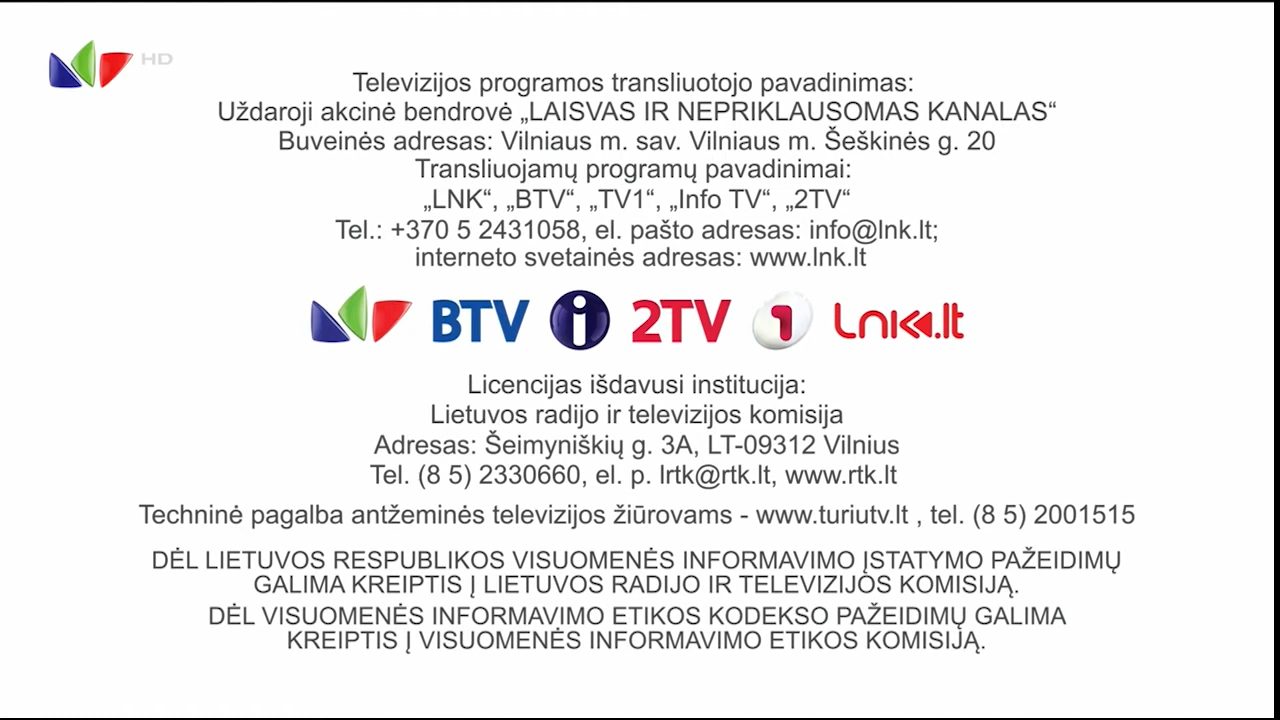 HD
Televizijos programos transliuotojo pavadinimas:
Uždaroji akcinė bendrovė „LAISVAS IR NEPRIKLAUSOMAS KANALAS“
Buveinės adresas: Vilniaus m. sav. Vilniaus m. Šeškinės g. 20
Transliuojamų programų pavadinimai:
„LNK“, „BTV“, „TV1“, „Info TV“, „2TV“
Tel.: +370 5 2431058, el. pašto adresas: info@lnk.lt;
interneto svetainės adresas: www.lnk.lt
BTV i 2TV 1 lnk.lt
Licencijas išdavusi institucija:
Lietuvos radijo ir televizijos komisija
Adresas: Šeimyniškių g. 3A, LT-09312 Vilnius
Tel. (8 5) 2330660, el. p. lrtk@rtk.lt, www.rtk.lt
Techninė pagalba antžeminės televizijos žiūrovams - www.turiutv.lt , tel. (8 5) 2001515
DĖL LIETUVOS RESPUBLIKOS VISUOMENĖS INFORMAVIMO ĮSTATYMO PAŽEIDIMŲ
GALIMA KREIPTIS Į LIETUVOS RADIJO IR TELEVIZIJOS KOMISIJĄ.
DĖL VISUOMENĖS INFORMAVIMO ETIKOS KODEKSO PAŽEIDIMŲ GALIMA
KREIPTIS Į VISUOMENĖS INFORMAVIMO ETIKOS KOMISIJĄ.